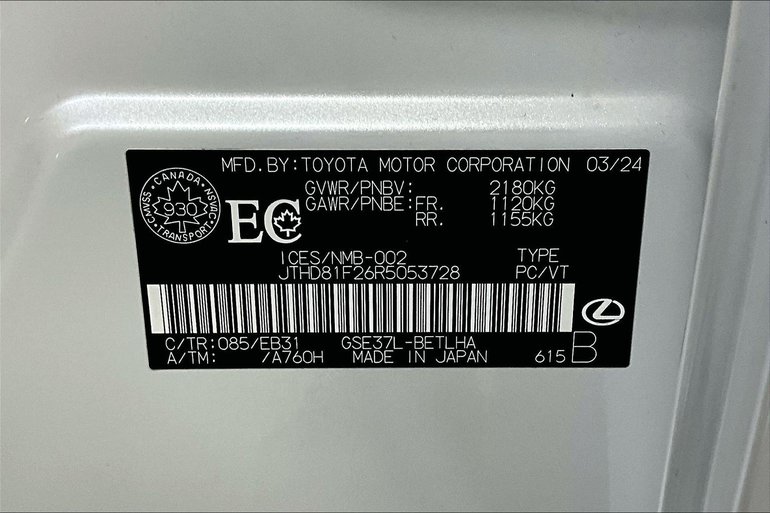 MFD.BY:TOYOTA MOTOR CORPORATION 03/24
CANADA
CMVSS 930 NSVAC
TRANSPORT
EC
GVWR/PNBV: 2180KG
GAWR/PNBE: FR. 1120KG
RR. 1155KG
ICES/NMB-002 TYPE
JTHD81F26R5053728 PC/VT
C/TR:085/EB31 GSE37L-BETLHA
A/TM: /A760H MADE IN JAPAN 615 B